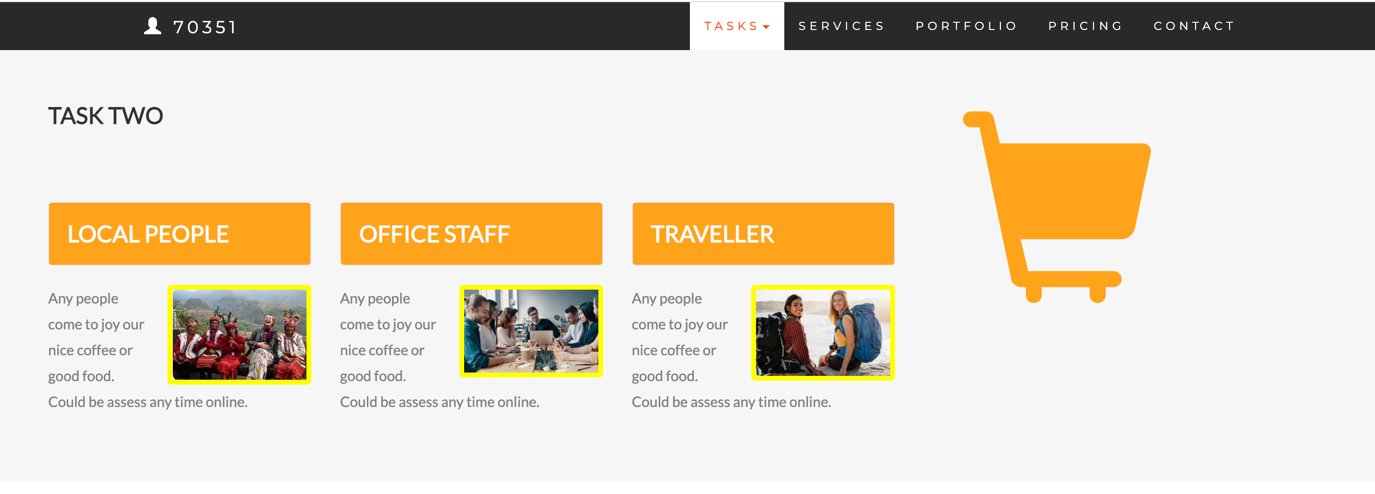 70351
TASKS
SERVICES
PORTFOLIO
PRICING
CONTACT
TASK TWO
LOCAL PEOPLE
Any people
come to joy our
nice coffee or
good food.
Could be assess any time online.
OFFICE STAFF
Any people
come to joy our
nice coffee or
good food.
Could be assess any time online.
TRAVELLER
Any people
come to joy our
nice coffee or
good food.
Could be assess any time online.